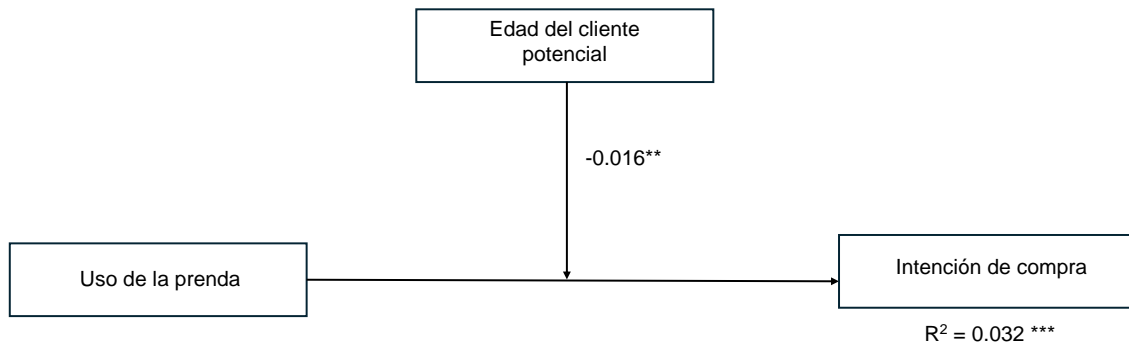 Edad del cliente
potencial
-0.016**
Uso de la prenda
Intención de compra
R² = 0.032 ***